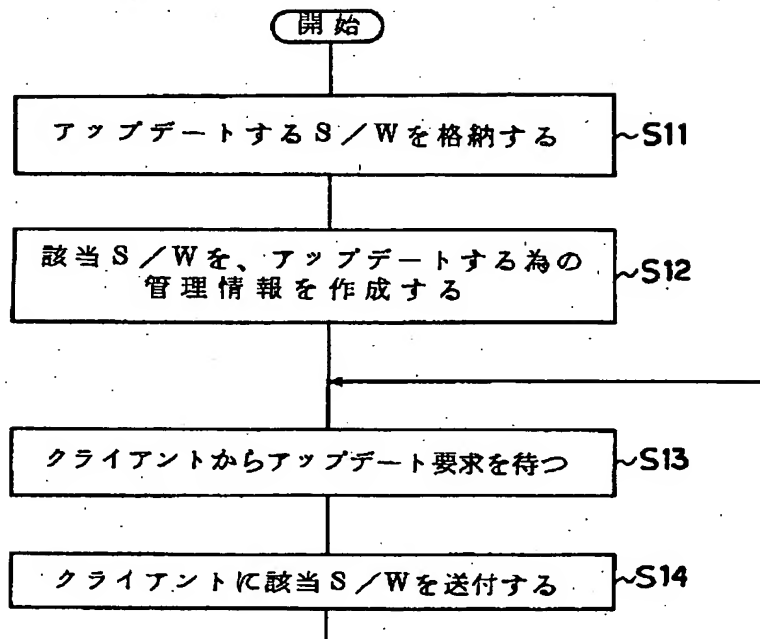 開始
アップデートするS/Wを格納する ~S11
該当S/Wを、アップデートする為の
管理情報を作成する ~S12
クライアントからアップデート要求を待つ ~S13
クライアントに該当S/Wを送付する ~S14